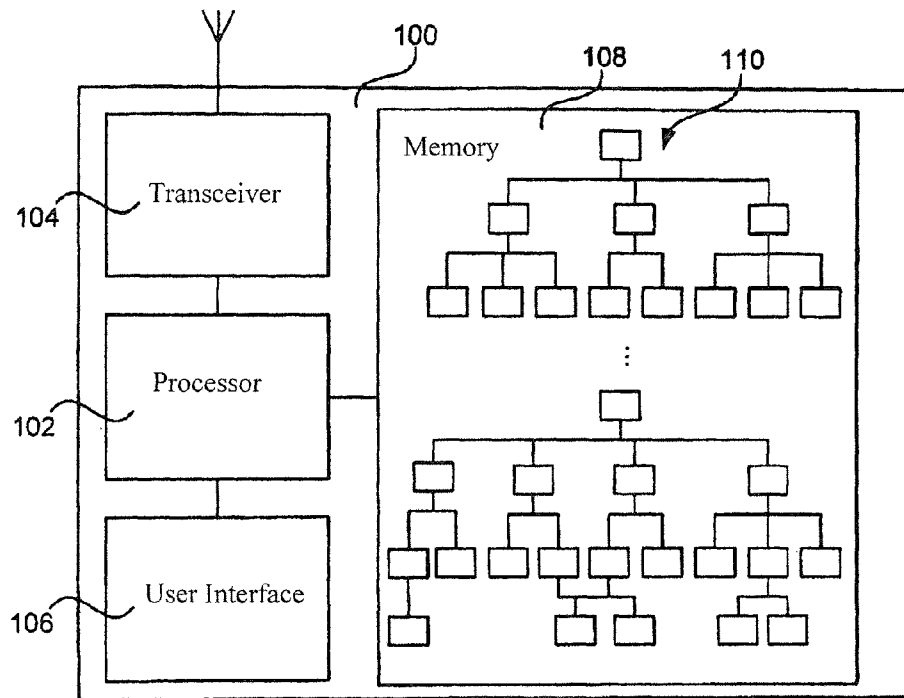 100
108
110
Memory
Transceiver
104
Processor
102
...
User Interface
106